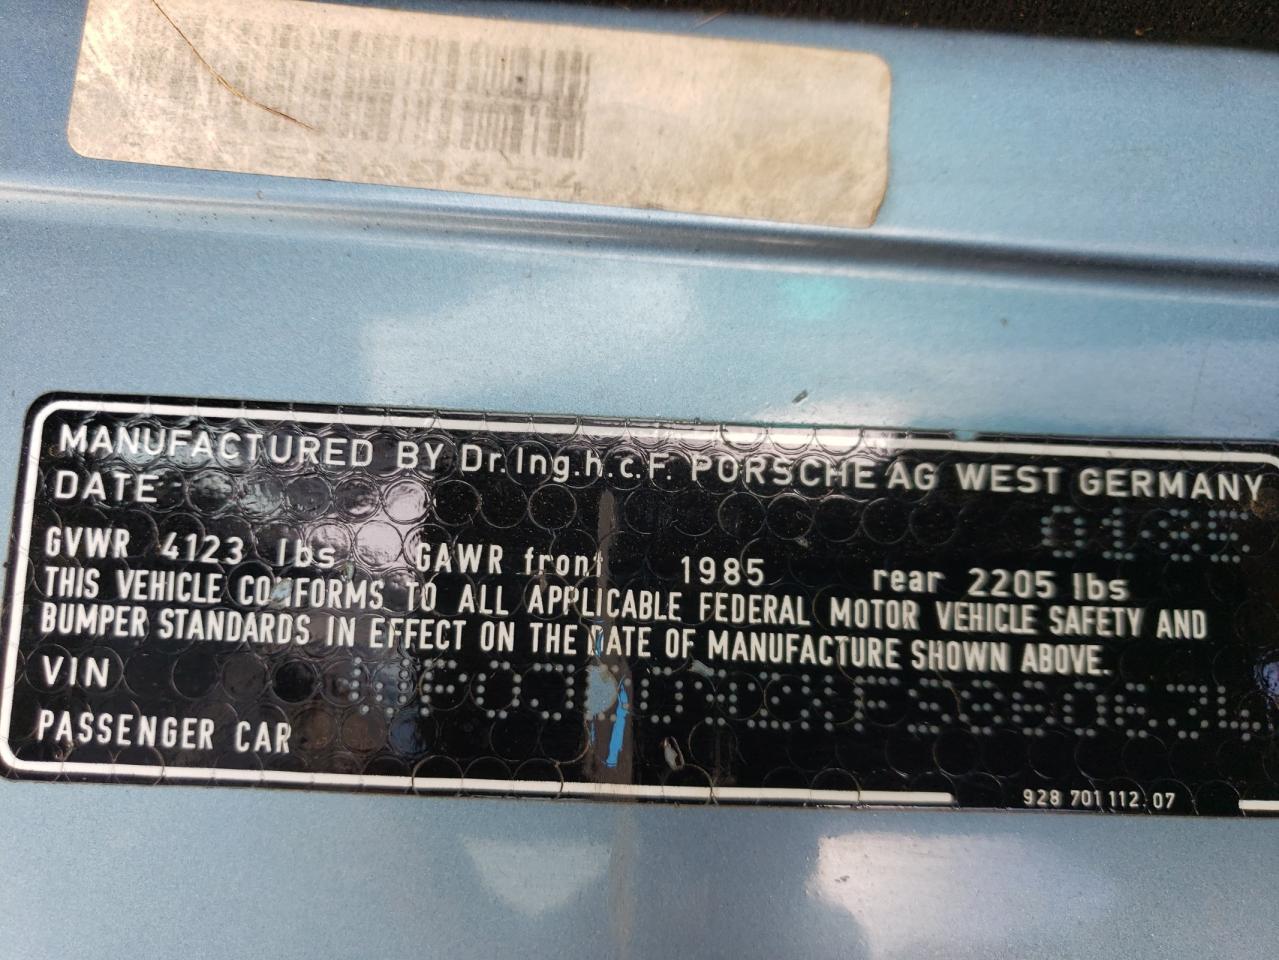 MANUFACTURED BY Dr.Ing.h.c.F. PORSCHE AG WEST GERMANY
DATE
GVWR 4123 lbs GAWR front 1985 rear 2205 lbs
THIS VEHICLE CONFORMS TO ALL APPLICABLE FEDERAL MOTOR VEHICLE SAFETY AND
BUMPER STANDARDS IN EFFECT ON THE DATE OF MANUFACTURE SHOWN ABOVE.
VIN
PASSENGER CAR
928 701 112.07